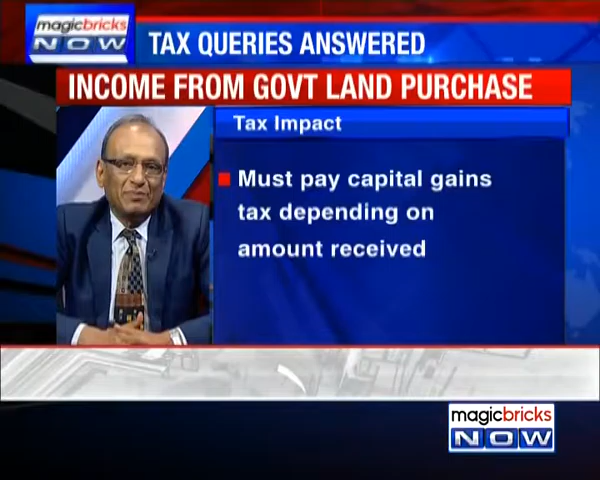 magicbricks
NOW
TAX QUERIES ANSWERED
INCOME FROM GOVT LAND PURCHASE
Tax Impact
Must pay capital gains
tax depending on
amount received
magicbricks
NOW